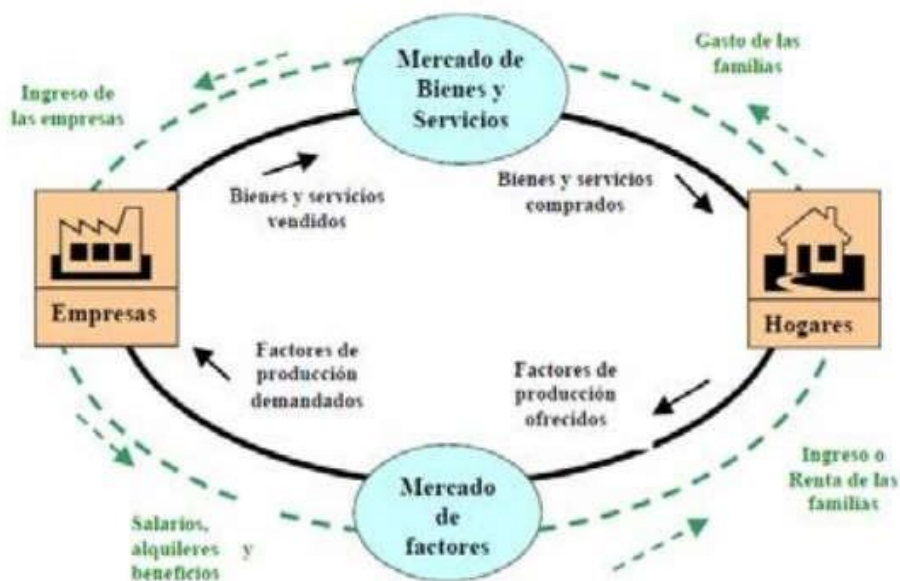 Mercado de
Bienes y
Servicios
Gasto de las
familias
Ingreso de
las empresas
Bienes y servicios
vendidos
Bienes y servicios
comprados
Empresas
Hogares
Factores de
producción
demandados
Factores de
producción
ofrecidos
Mercado
de
factores
Ingreso o
Renta de las
familias
Salarios,
alquileres y
beneficios